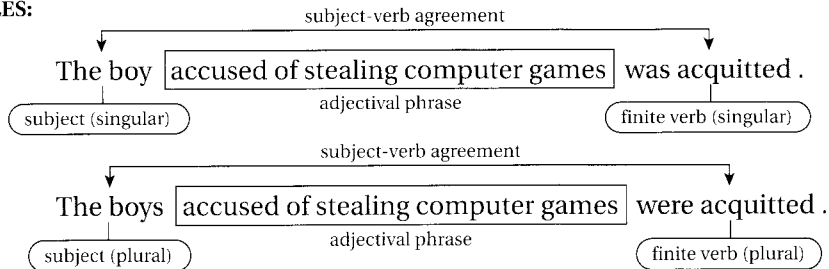 LES:
subject-verb agreement
The boy accused of stealing computer games was acquitted .
adjectival phrase
subject (singular) finite verb (singular)
subject-verb agreement
The boys accused of stealing computer games were acquitted .
adjectival phrase
subject (plural) finite verb (plural)